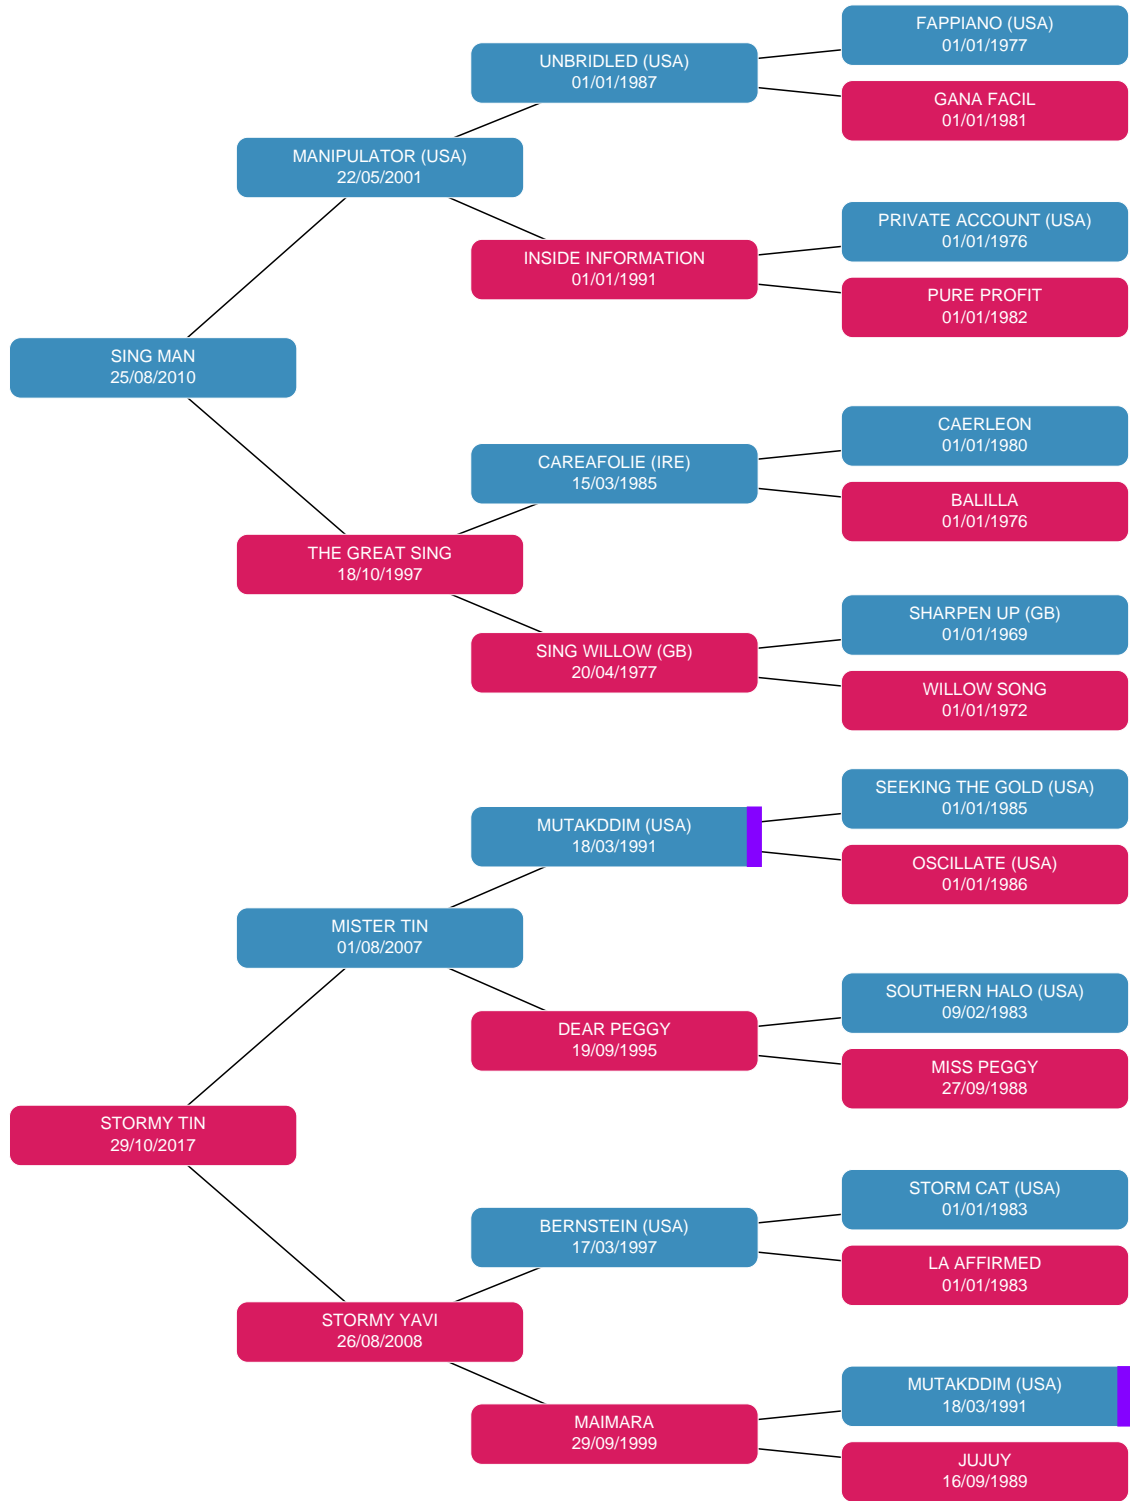 FAPPIANO (USA)
01/01/1977
UNBRIDLED (USA)
01/01/1987
GANA FACIL
01/01/1981
MANIPULATOR (USA)
22/05/2001
PRIVATE ACCOUNT (USA)
01/01/1976
INSIDE INFORMATION
01/01/1991
PURE PROFIT
01/01/1982
SING MAN
25/08/2010
CAERLEON
01/01/1980
CAREAFOLIE (IRE)
15/03/1985
BALILLA
01/01/1976
THE GREAT SING
18/10/1997
SHARPEN UP (GB)
01/01/1969
SING WILLOW (GB)
20/04/1977
WILLOW SONG
01/01/1972
SEEKING THE GOLD (USA)
01/01/1985
MUTAKDDIM (USA)
18/03/1991
OSCILLATE (USA)
01/01/1986
MISTER TIN
01/08/2007
SOUTHERN HALO (USA)
09/02/1983
DEAR PEGGY
19/09/1995
MISS PEGGY
27/09/1988
STORMY TIN
29/10/2017
STORM CAT (USA)
01/01/1983
BERNSTEIN (USA)
17/03/1997
LA AFFIRMED
01/01/1983
STORMY YAVI
26/08/2008
MUTAKDDIM (USA)
18/03/1991
MAIMARA
29/09/1999
JUJUY
16/09/1989